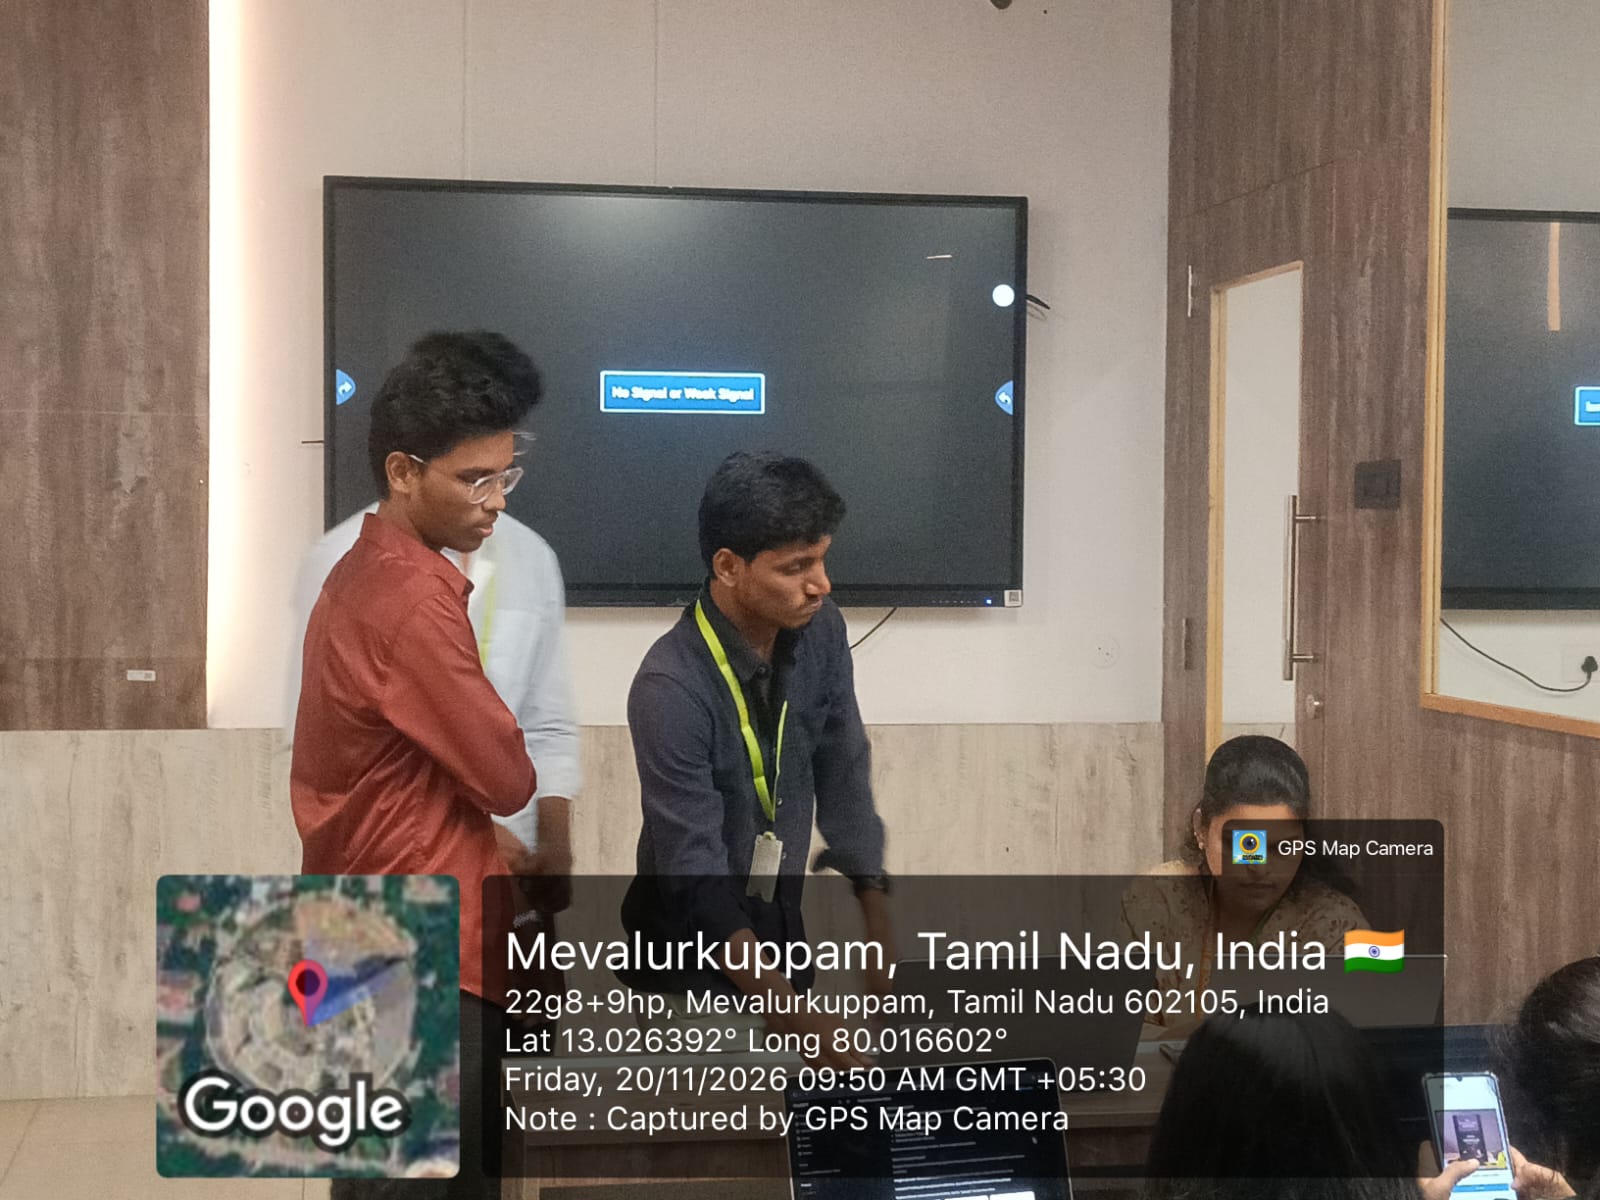 No Signal or Weak Signal
GPS Map Camera
Mevalurkuppam, Tamil Nadu, India
22g8+9hp, Mevalurkuppam, Tamil Nadu 602105, India
Lat 13.026392° Long 80.016602°
Friday, 20/11/2026 09:50 AM GMT +05:30
Note : Captured by GPS Map Camera
Google